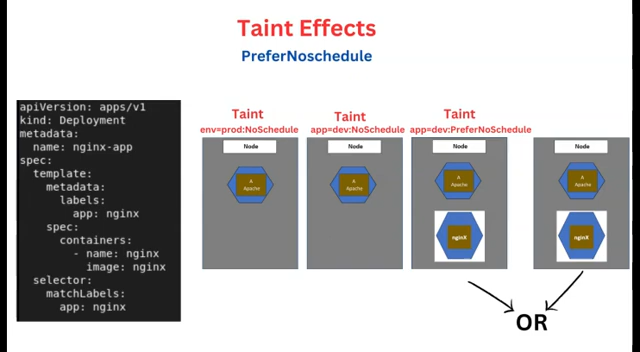 Taint Effects
PreferNoschedule
apiVersion: apps/v1
kind: Deployment
metadata:
  name: nginx-app
spec:
  template:
    metadata:
      labels:
        app: nginx
    spec:
      containers:
        - name: nginx
          image: nginx
  selector:
    matchLabels:
      app: nginx
Taint
env=prod:NoSchedule
Node
A
Apache
Taint
app=dev:NoSchedule
Node
A
Apache
Taint
app=dev:PreferNoSchedule
Node
A
Apache
nginX
Node
A
Apache
nginX
OR